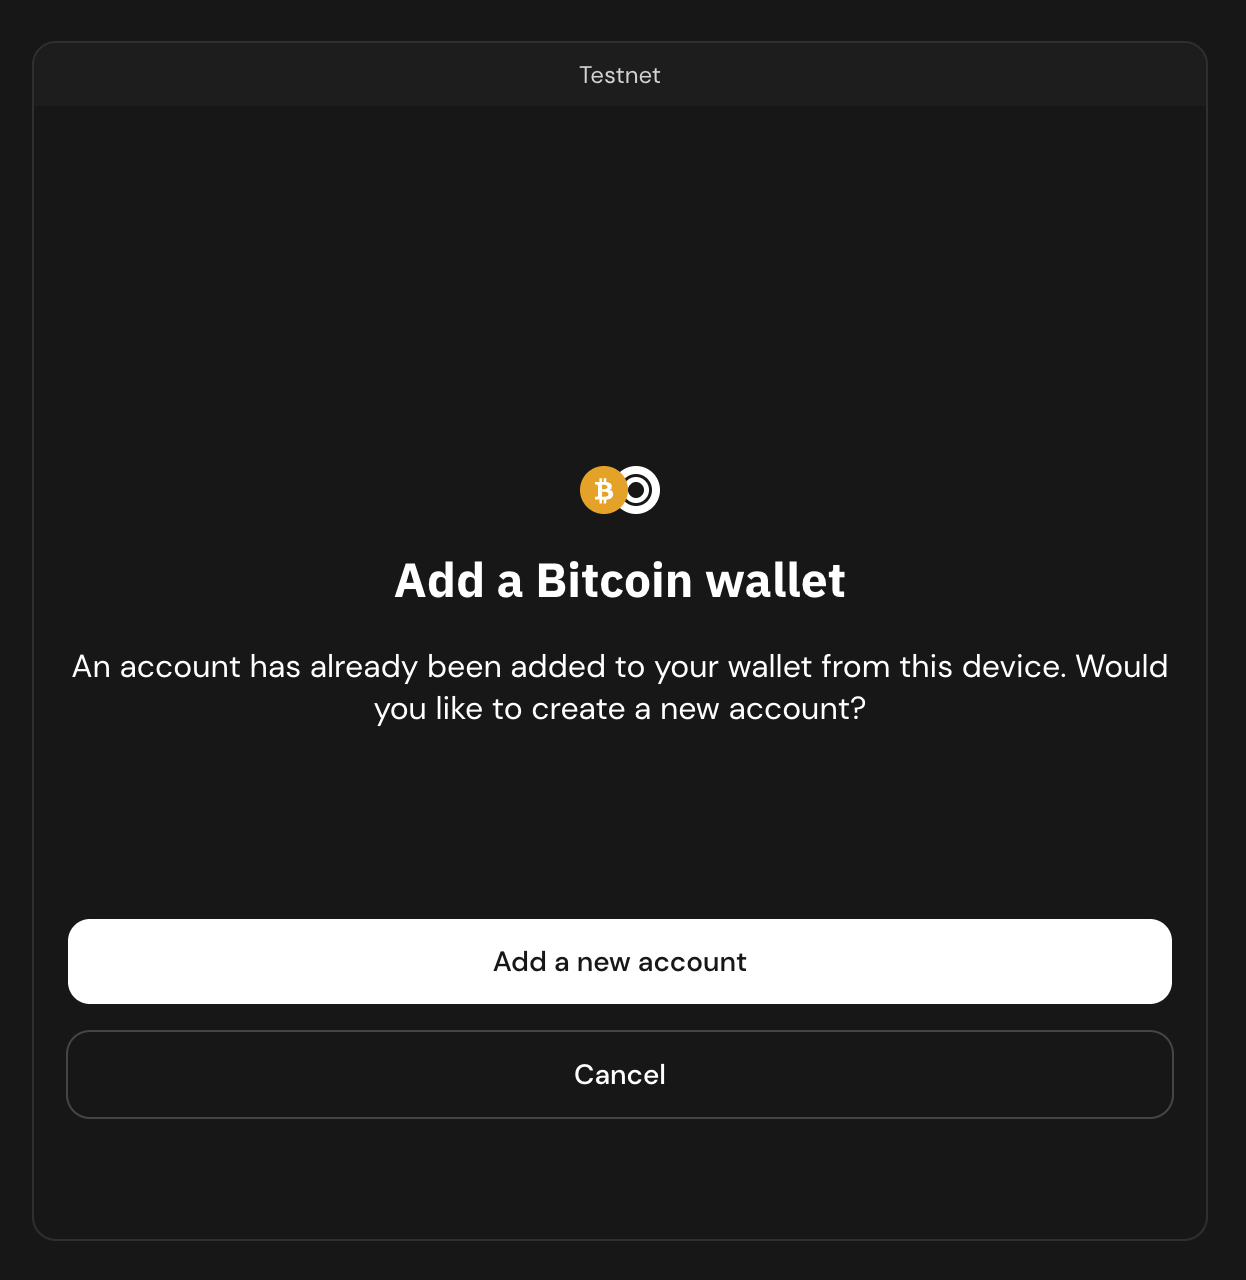 Testnet
Add a Bitcoin wallet
An account has already been added to your wallet from this device. Would
you like to create a new account?
Add a new account
Cancel